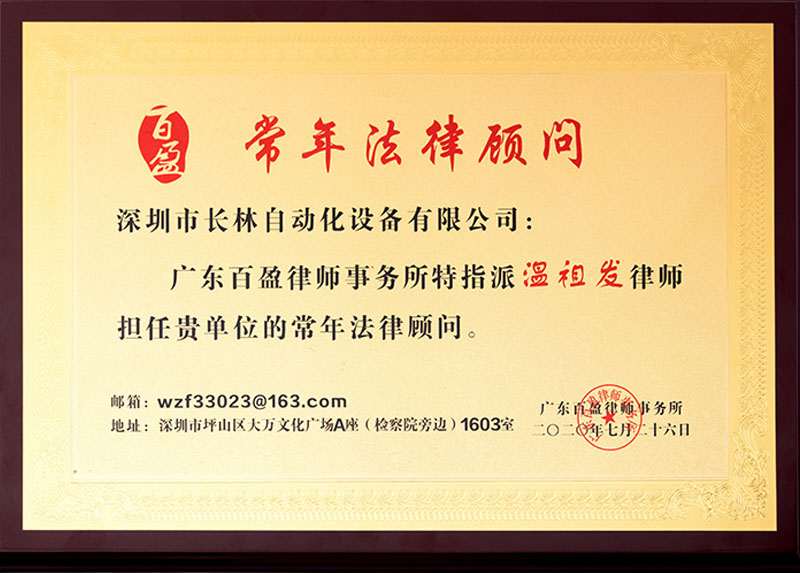 百盈
常年法律顾问
深圳市长林自动化设备有限公司：
广东百盈律师事务所特指派温祖发律师
担任贵单位的常年法律顾问。
邮箱：wzf33023@163.com
地址：深圳市坪山区大万文化广场A座（检察院旁边）1603室
广东百盈律师事务所
二〇二〇年七月二十六日